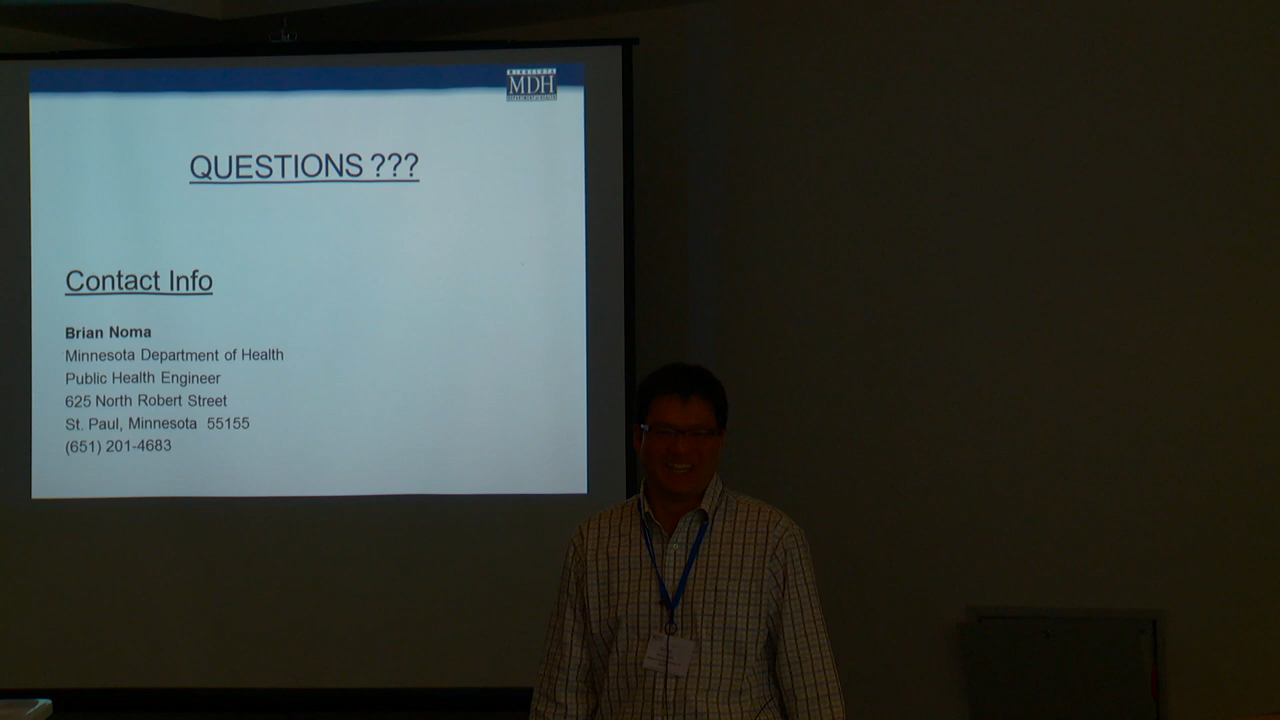 MINNESOTA
MDH
QUESTIONS ???
Contact Info
Brian Noma
Minnesota Department of Health
Public Health Engineer
625 North Robert Street
St. Paul, Minnesota 55155
(651) 201-4683